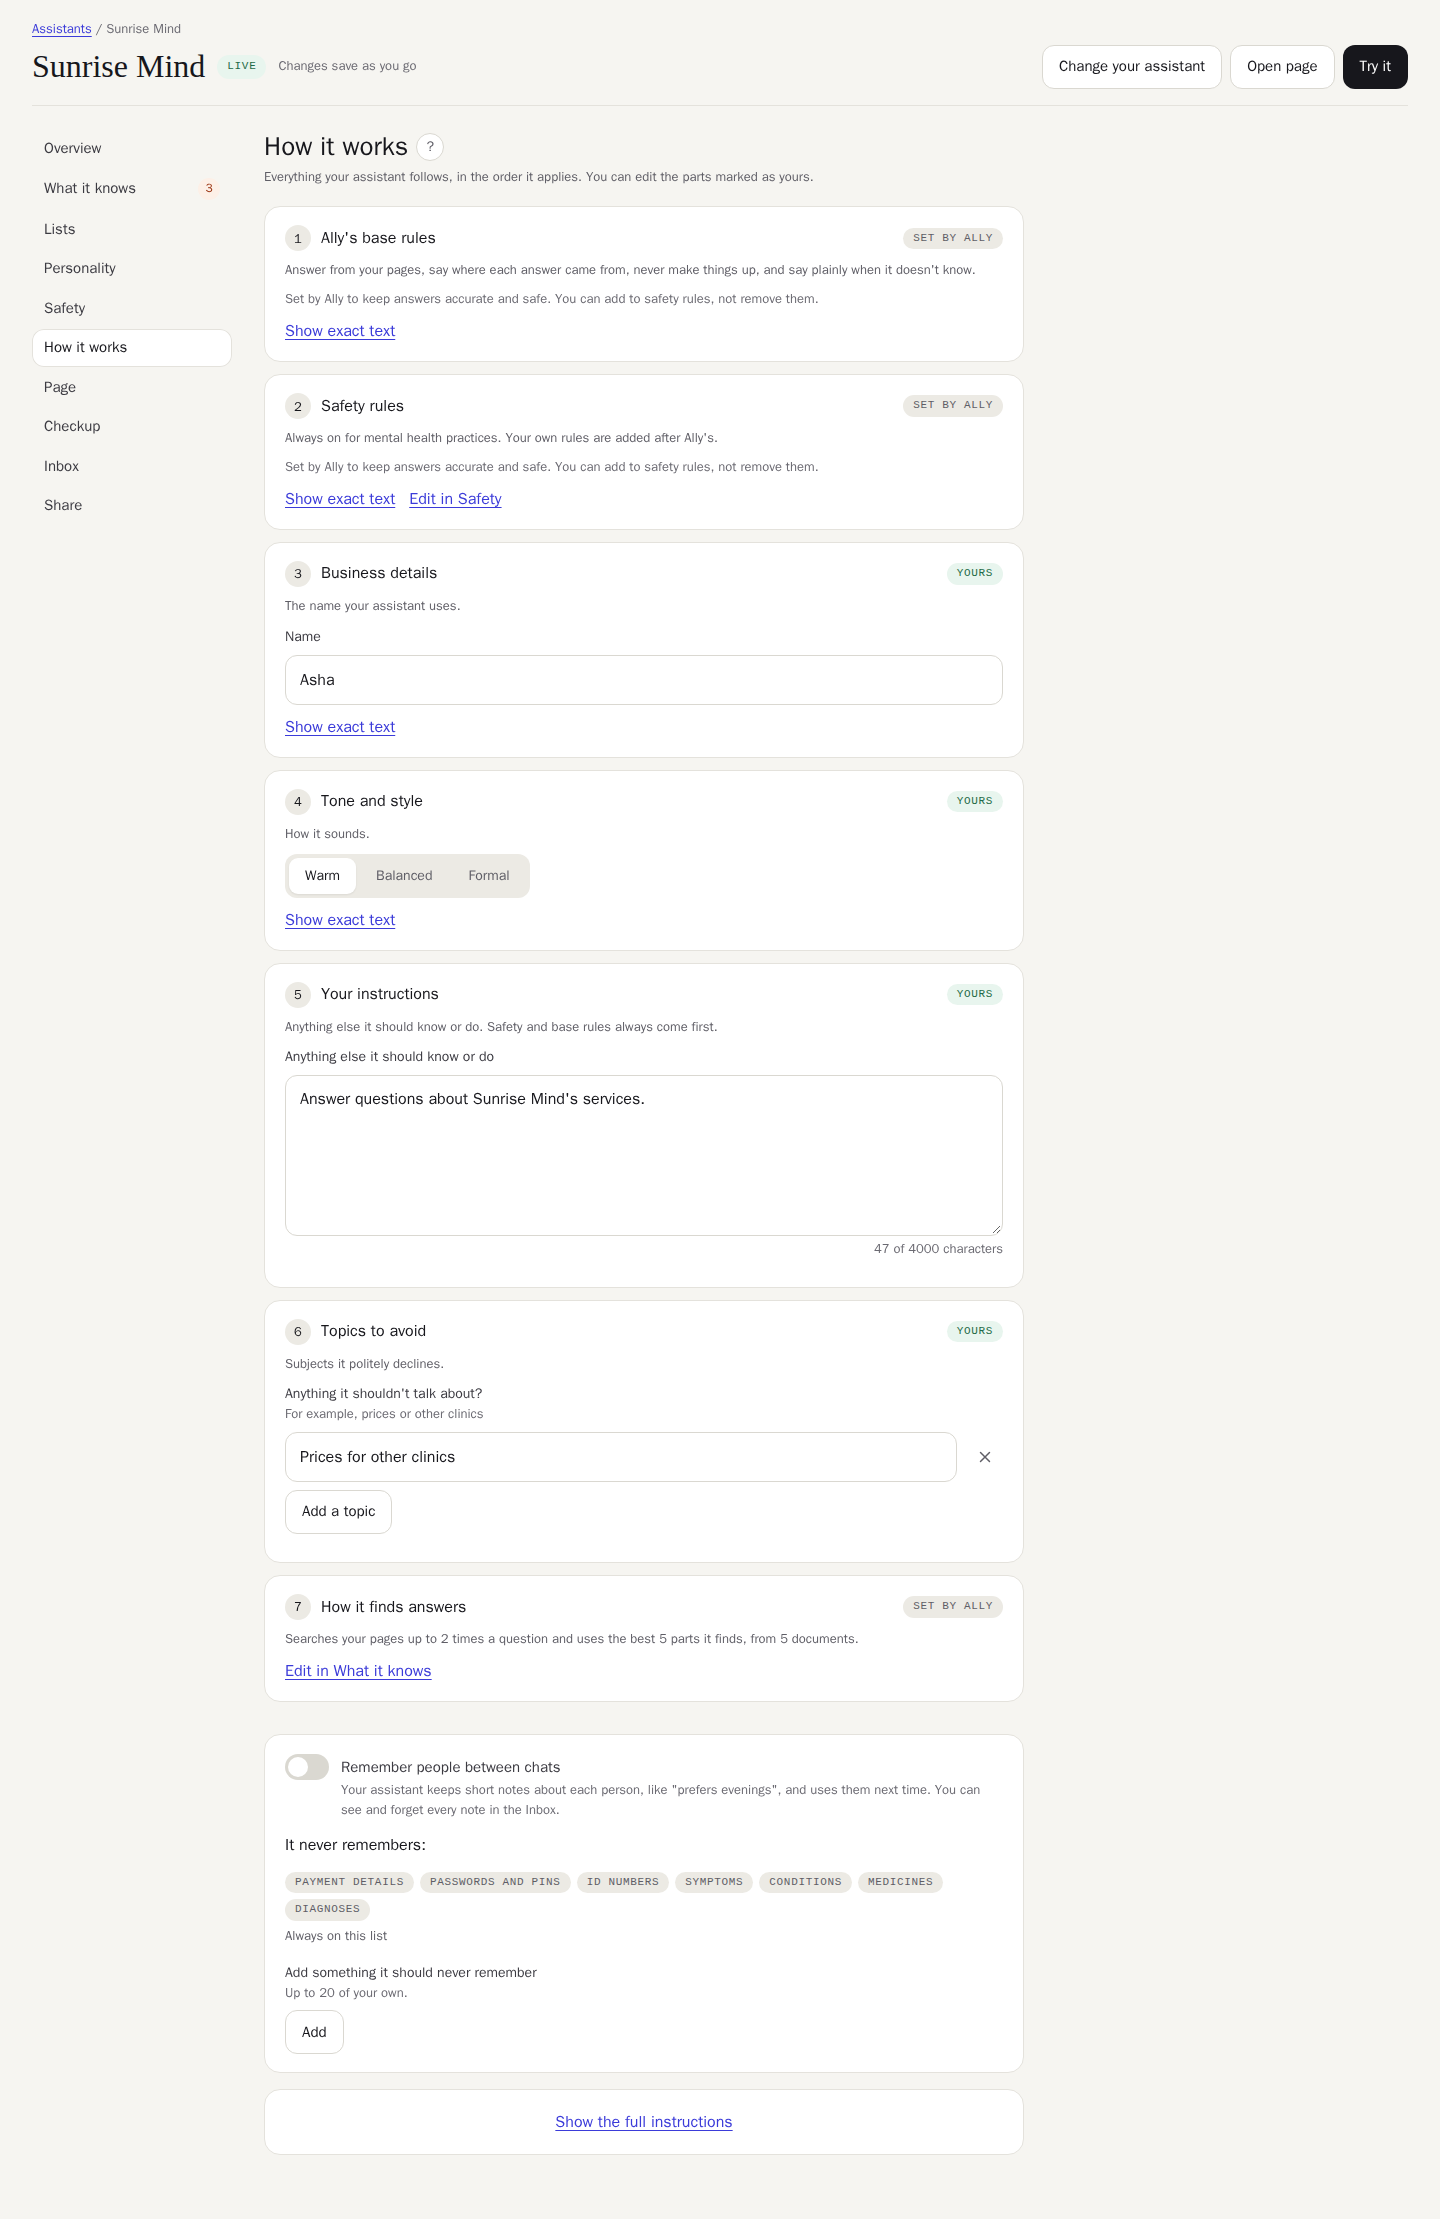 Assistants / Sunrise Mind
Sunrise Mind LIVE Changes save as you go Change your assistant Open page Try it
Overview
What it knows 3
Lists
Personality
Safety
How it works
Page
Checkup
Inbox
Share
How it works ?
Everything your assistant follows, in the order it applies. You can edit the parts marked as yours.
1 Ally's base rules SET BY ALLY
Answer from your pages, say where each answer came from, never make things up, and say plainly when it doesn't know.
Set by Ally to keep answers accurate and safe. You can add to safety rules, not remove them.
Show exact text
2 Safety rules SET BY ALLY
Always on for mental health practices. Your own rules are added after Ally's.
Set by Ally to keep answers accurate and safe. You can add to safety rules, not remove them.
Show exact text Edit in Safety
3 Business details YOURS
The name your assistant uses.
Name
Asha
Show exact text
4 Tone and style YOURS
How it sounds.
Warm Balanced Formal
Show exact text
5 Your instructions YOURS
Anything else it should know or do. Safety and base rules always come first.
Anything else it should know or do
Answer questions about Sunrise Mind's services.
47 of 4000 characters
6 Topics to avoid YOURS
Subjects it politely declines.
Anything it shouldn't talk about?
For example, prices or other clinics
Prices for other clinics
Add a topic
7 How it finds answers SET BY ALLY
Searches your pages up to 2 times a question and uses the best 5 parts it finds, from 5 documents.
Edit in What it knows
Remember people between chats
Your assistant keeps short notes about each person, like "prefers evenings", and uses them next time. You can
see and forget every note in the Inbox.
It never remembers:
PAYMENT DETAILS PASSWORDS AND PINS ID NUMBERS SYMPTOMS CONDITIONS MEDICINES
DIAGNOSES
Always on this list
Add something it should never remember
Up to 20 of your own.
Add
Show the full instructions